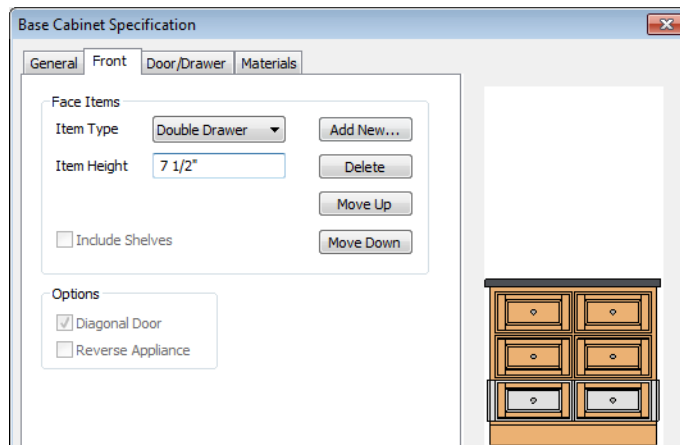 Base Cabinet Specification
General Front Door/Drawer Materials
Face Items
Item Type Double Drawer Add New...
Item Height 7 1/2" Delete
Move Up
Include Shelves Move Down
Options
Diagonal Door
Reverse Appliance